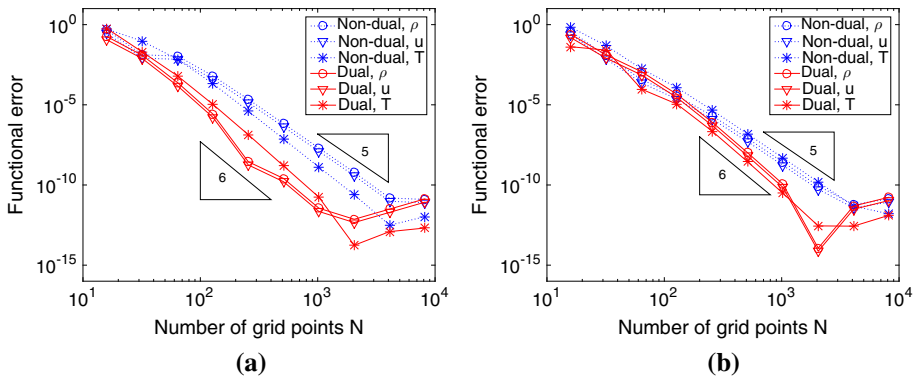 10^0
10^-5
10^-10
10^-15
Functional error
10^1
10^2
10^3
10^4
Number of grid points N
Non-dual, ρ
Non-dual, u
Non-dual, T
Dual, ρ
Dual, u
Dual, T
5
6
(a)
10^0
10^-5
10^-10
10^-15
Functional error
10^1
10^2
10^3
10^4
Number of grid points N
Non-dual, ρ
Non-dual, u
Non-dual, T
Dual, ρ
Dual, u
Dual, T
5
6
(b)